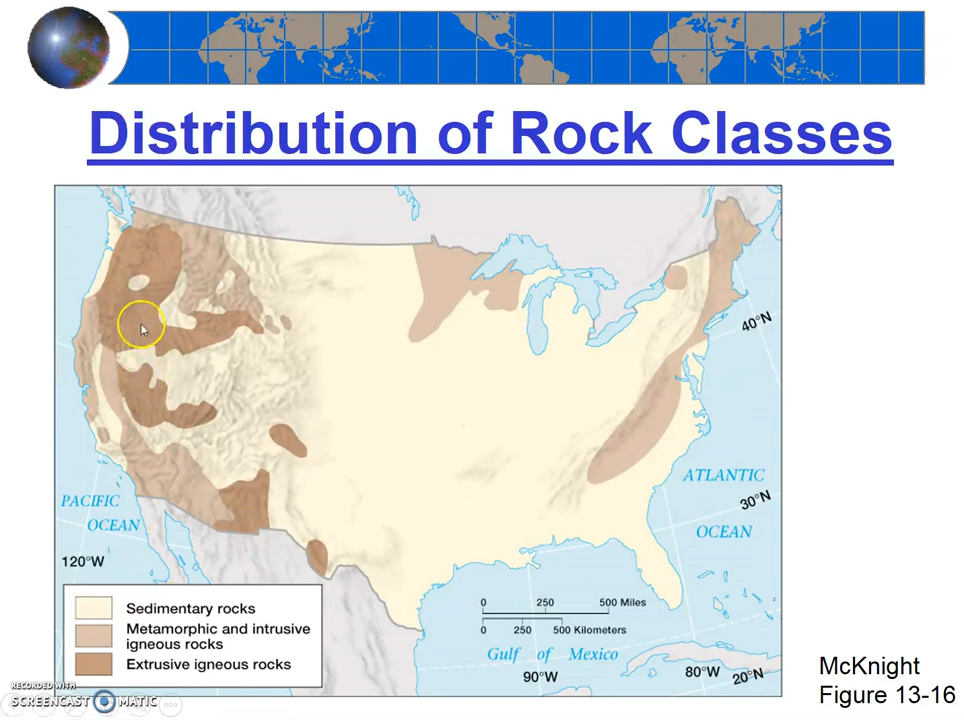 Distribution of Rock Classes
40°N
ATLANTIC
30°N
OCEAN
PACIFIC
OCEAN
120°W
Sedimentary rocks
Metamorphic and intrusive
igneous rocks
Extrusive igneous rocks
0 250 500 Miles
0 250 500 Kilometers
Gulf of Mexico
90°W
80°W
20°N
McKnight
Figure 13-16
RECORDED WITH
SCREENCAST MATIC